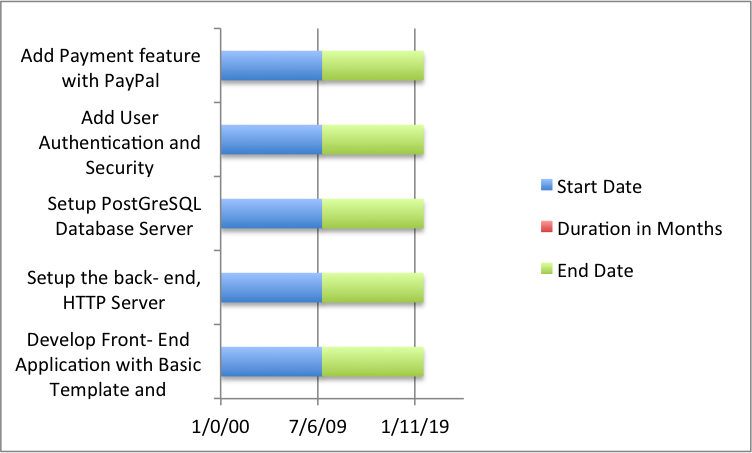 Add Payment feature
with PayPal
Add User
Authentication and
Security
Setup PostGreSQL
Database Server
Setup the back- end,
HTTP Server
Develop Front- End
Application with Basic
Template and
1/0/00
7/6/09
1/11/19
Start Date
Duration in Months
End Date